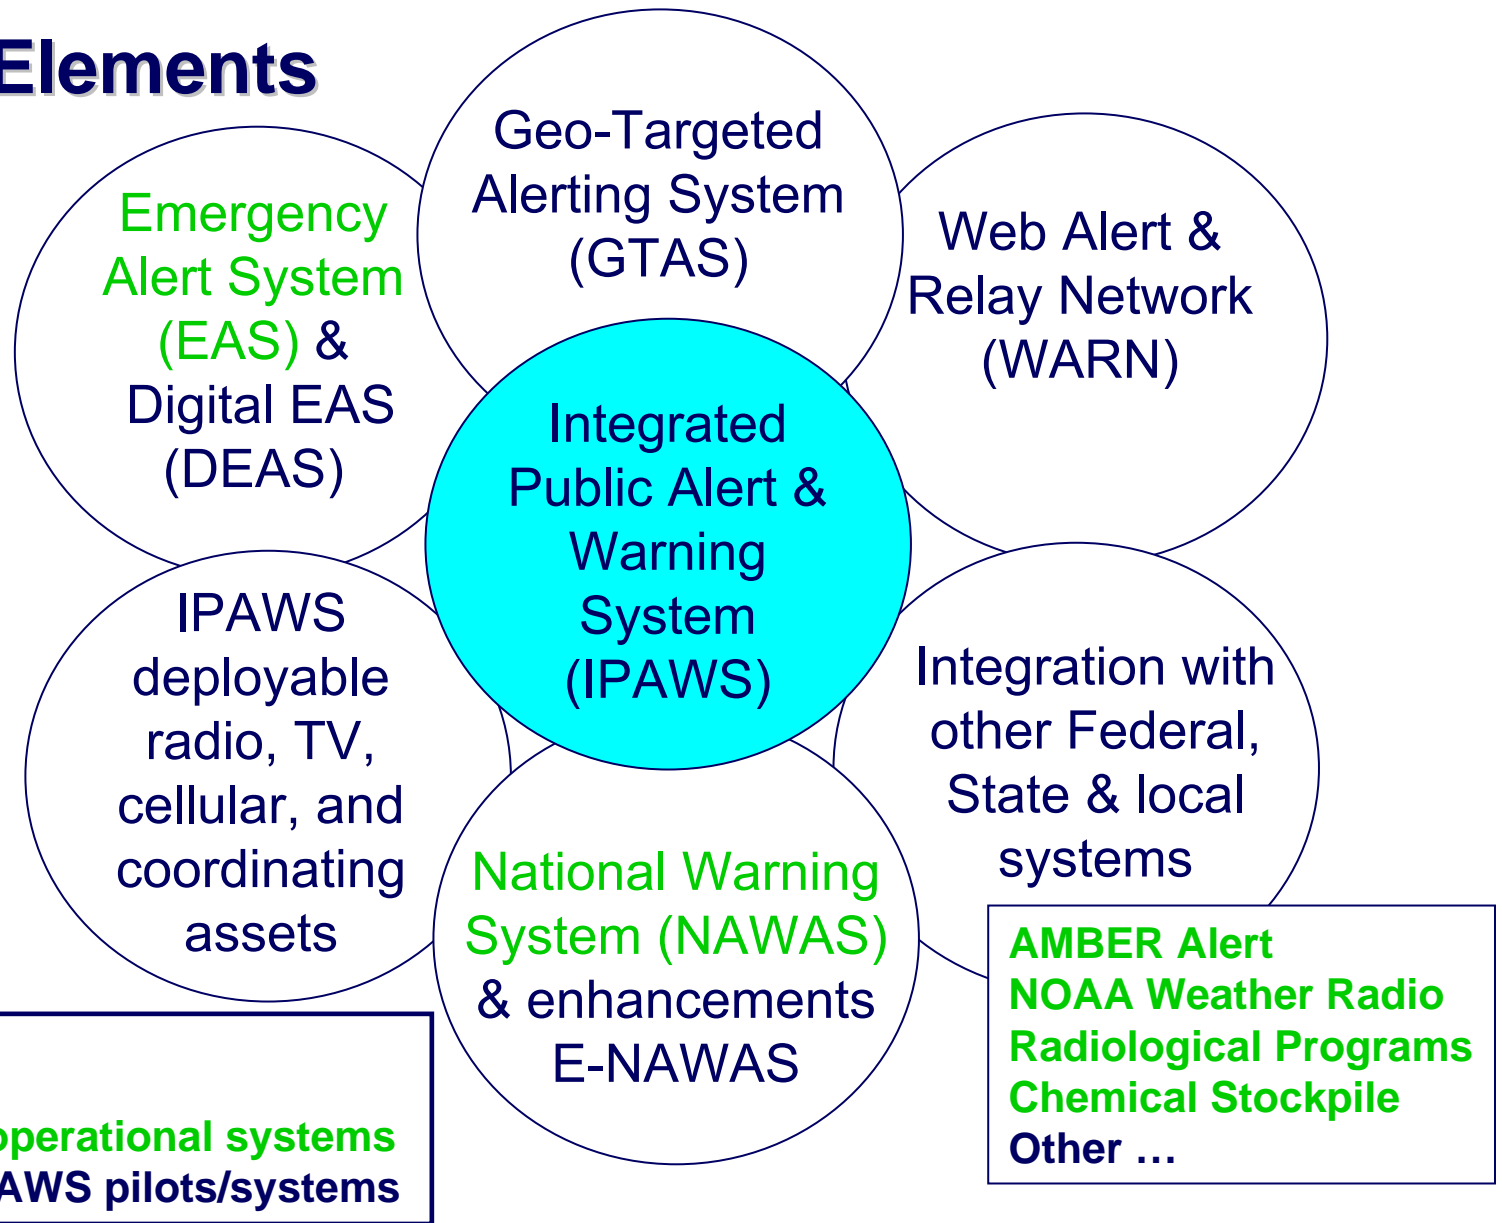 Elements
Geo-Targeted
Alerting System
(GTAS)
Emergency
Alert System
(EAS) &
Digital EAS
(DEAS)
Web Alert &
Relay Network
(WARN)
Integrated
Public Alert &
Warning
System
(IPAWS)
IPAWS
deployable
radio, TV,
cellular, and
coordinating
assets
Integration with
other Federal,
State & local
systems
National Warning
System (NAWAS)
& enhancements
E-NAWAS
AMBER Alert
NOAA Weather Radio
Radiological Programs
Chemical Stockpile
Other …
operational systems
AWS pilots/systems